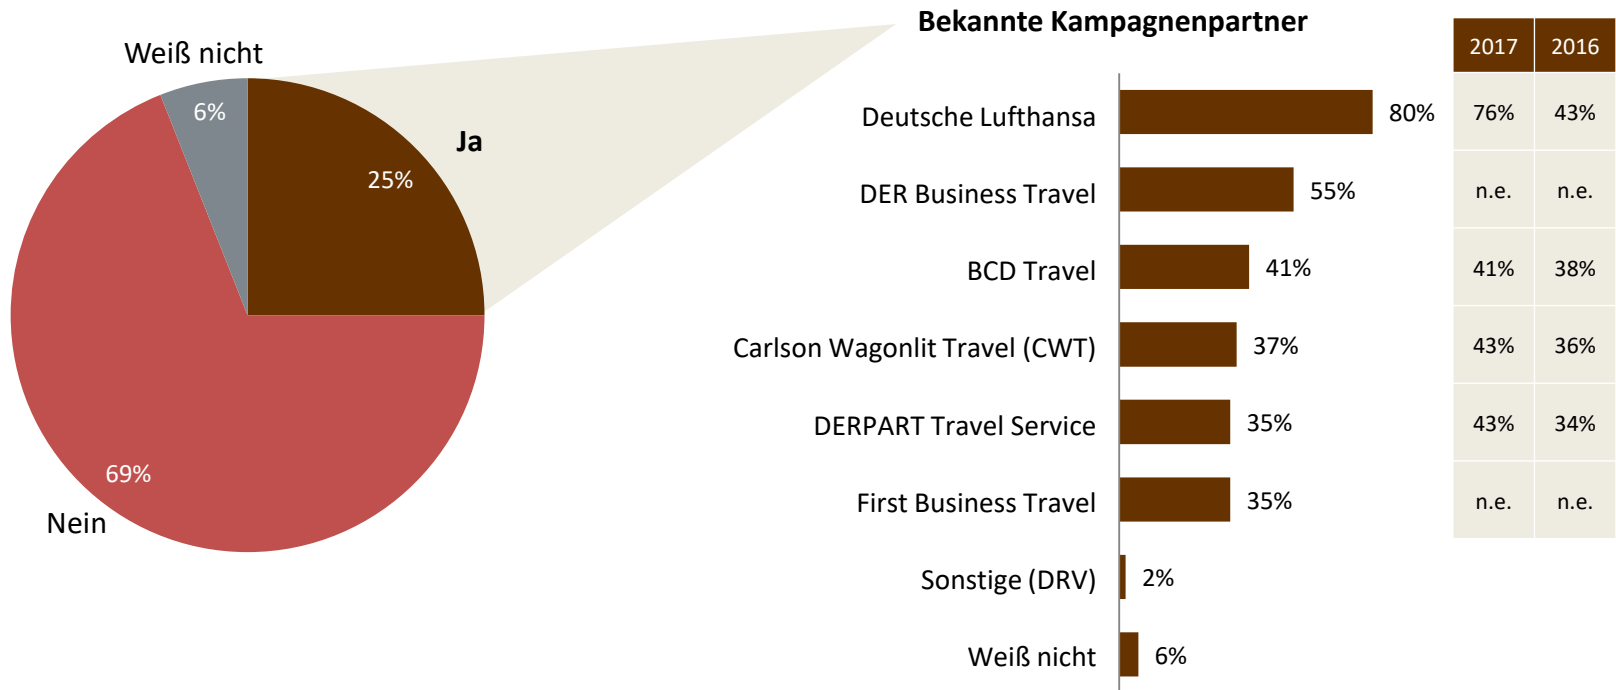 Weiß nicht
6%
Ja
25%
69%
Nein
Bekannte Kampagnenpartner
2017 2016
Deutsche Lufthansa 80% 76% 43%
DER Business Travel 55% n.e. n.e.
BCD Travel 41% 41% 38%
Carlson Wagonlit Travel (CWT) 37% 43% 36%
DERPART Travel Service 35% 43% 34%
First Business Travel 35% n.e. n.e.
Sonstige (DRV) 2%
Weiß nicht 6%